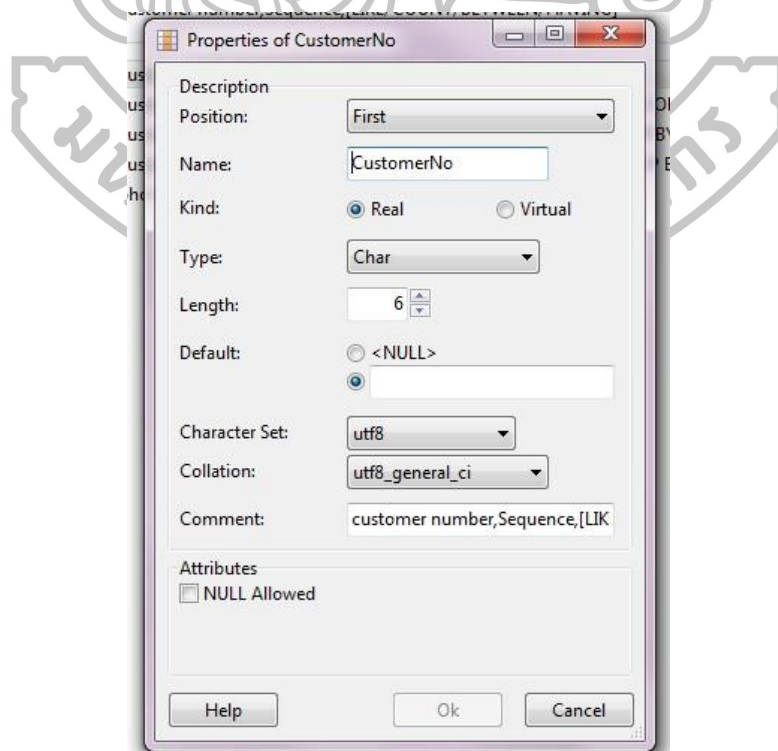 Properties of CustomerNo
Description
Position: First
Name: CustomerNo
Kind: Real Virtual
Type: Char
Length: 6
Default: <NULL>
Character Set: utf8
Collation: utf8_general_ci
Comment: customer number,Sequence,[LIK
Attributes
NULL Allowed
Help Ok Cancel